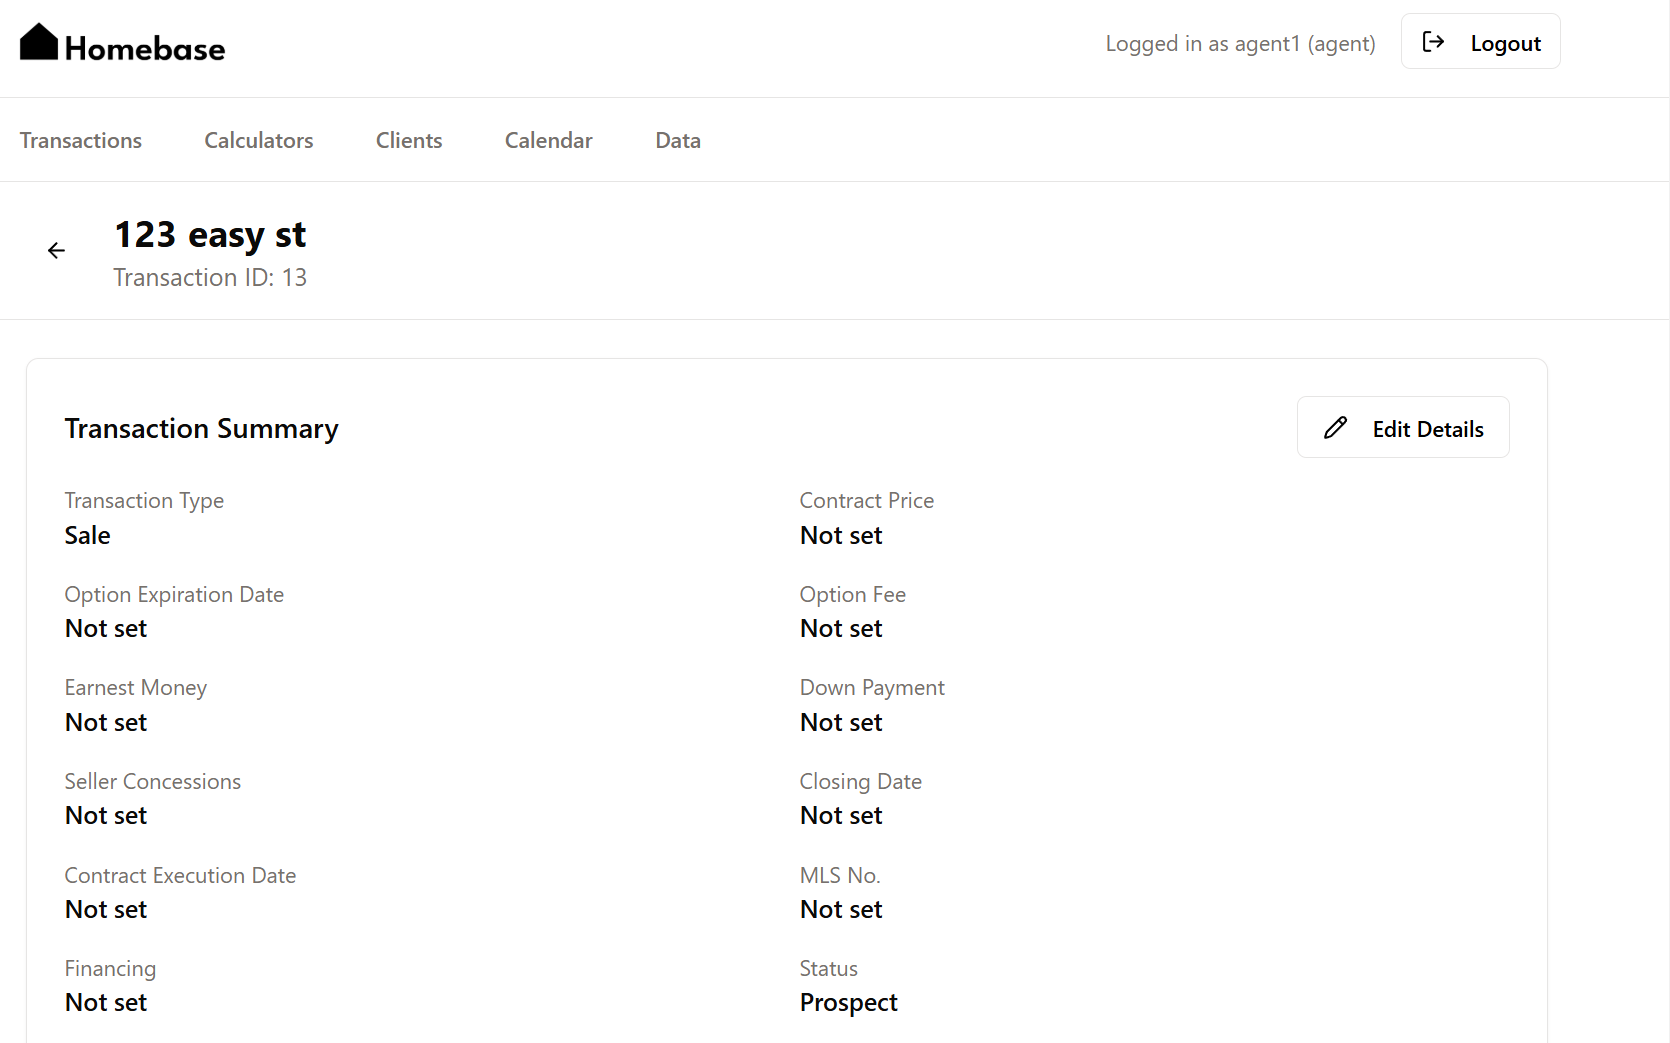 Homebase
Logged in as agent1 (agent)
Logout
Transactions
Calculators
Clients
Calendar
Data
123 easy st
Transaction ID: 13
Transaction Summary
Edit Details
Transaction Type
Sale
Contract Price
Not set
Option Expiration Date
Not set
Option Fee
Not set
Earnest Money
Not set
Down Payment
Not set
Seller Concessions
Not set
Closing Date
Not set
Contract Execution Date
Not set
MLS No.
Not set
Financing
Not set
Status
Prospect